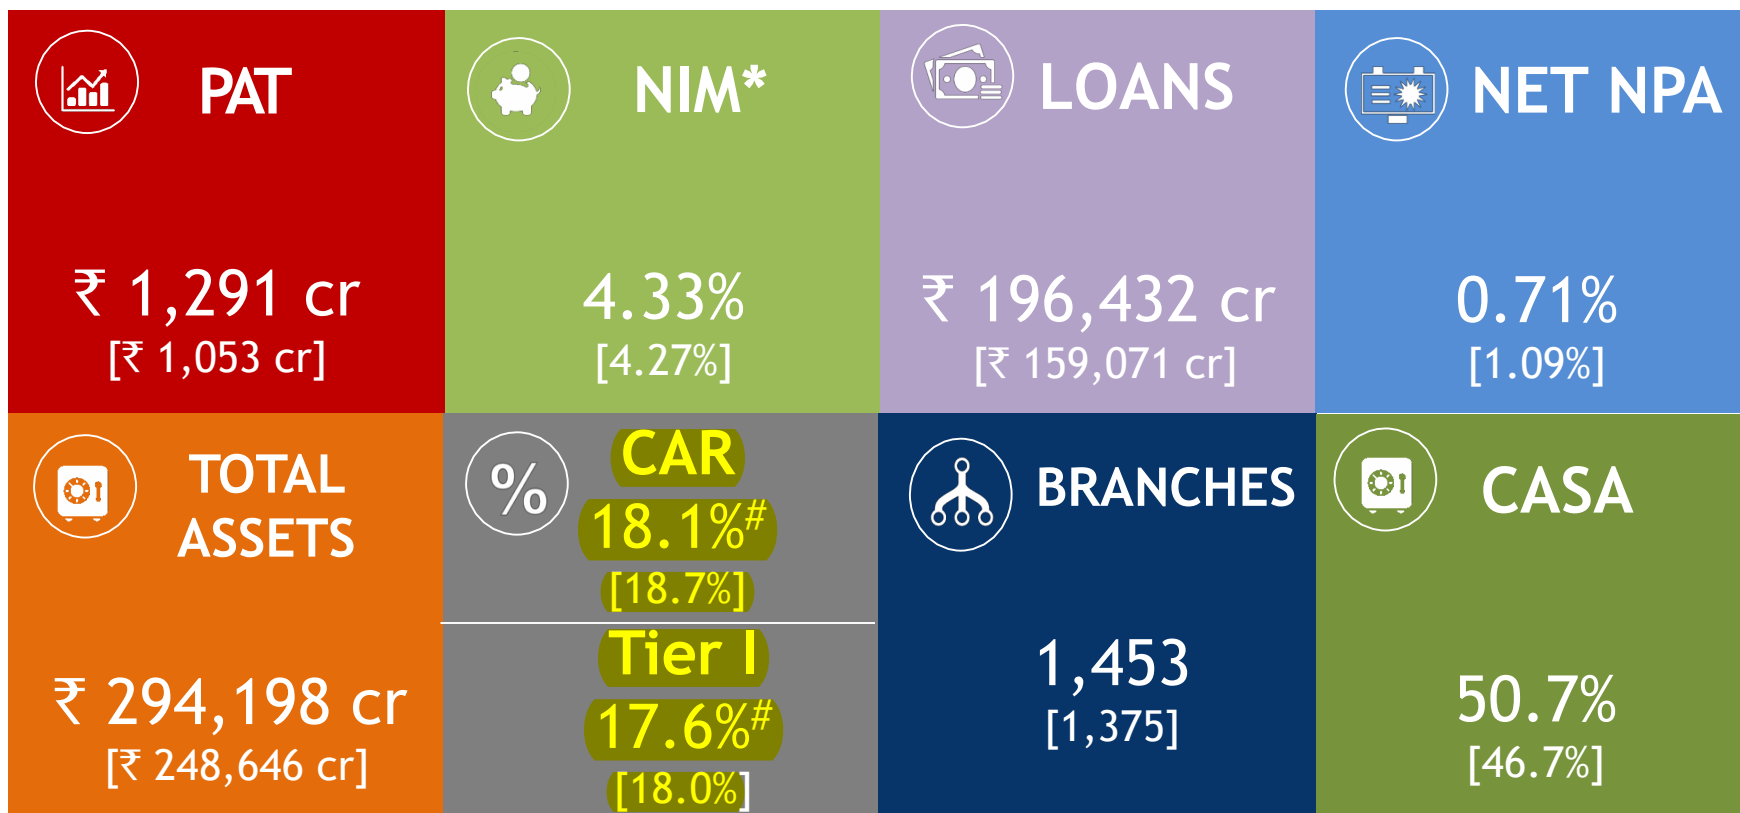 PAT
₹ 1,291 cr
[₹ 1,053 cr]
NIM*
4.33%
[4.27%]
LOANS
₹ 196,432 cr
[₹ 159,071 cr]
NET NPA
0.71%
[1.09%]
TOTAL
ASSETS
₹ 294,198 cr
[₹ 248,646 cr]
%
CAR
18.1%#
[18.7%]
Tier I
17.6%#
[18.0%]
BRANCHES
1,453
[1,375]
CASA
50.7%
[46.7%]